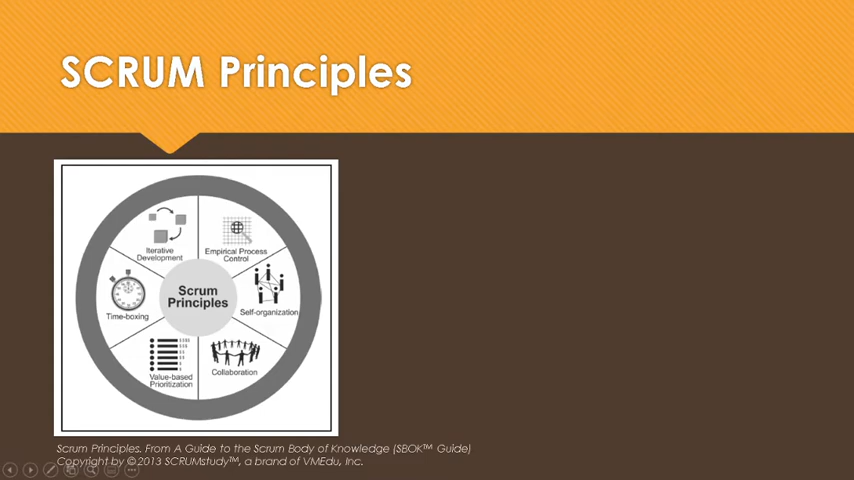 SCRUM Principles
Iterative
Development
Empirical Process
Control
Scrum
Principles
Time-boxing
Self-organization
Value-based
Prioritization
Collaboration
Scrum Principles. From A Guide to the Scrum Body of Knowledge (SBOK™ Guide)
Copyright by ©2013 SCRUMstudy™, a brand of VMEdu, Inc.